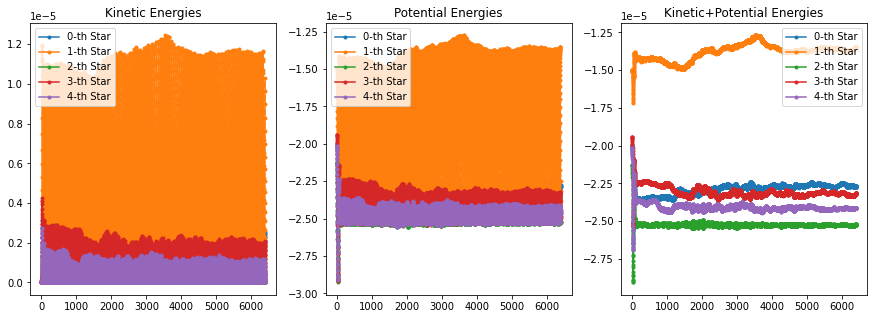 Kinetic Energies
1e−5
0-th Star
1-th Star
2-th Star
3-th Star
4-th Star
1.2
1.0
0.8
0.6
0.4
0.2
0.0
0 1000 2000 3000 4000 5000 6000
Potential Energies
1e−5
0-th Star
1-th Star
2-th Star
3-th Star
4-th Star
−1.25
−1.50
−1.75
−2.00
−2.25
−2.50
−2.75
−3.00
0 1000 2000 3000 4000 5000 6000
Kinetic+Potential Energies
1e−5
0-th Star
1-th Star
2-th Star
3-th Star
4-th Star
−1.25
−1.50
−1.75
−2.00
−2.25
−2.50
−2.75
0 1000 2000 3000 4000 5000 6000